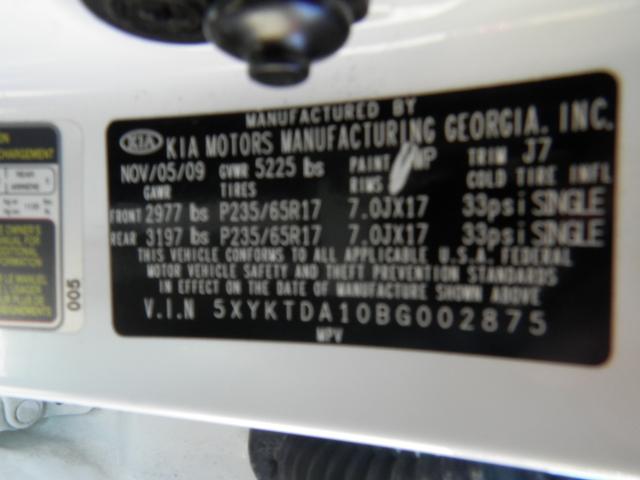 MANUFACTURED BY
KIA KIA MOTORS MANUFACTURING GEORGIA, INC.
NOV/05/09 GVWR 5225 lbs PAINT TRIM J7
GAWR TIRES RIMS COLD TIRE INFL
FRONT 2977 lbs P235/65R17 7.0JX17 33psi SINGLE
REAR 3197 lbs P235/65R17 7.0JX17 33psi SINGLE
THIS VEHICLE CONFORMS TO ALL APPLICABLE U.S.A. FEDERAL
MOTOR VEHICLE SAFETY AND THEFT PREVENTION STANDARDS
IN EFFECT ON THE DATE OF MANUFACTURE SHOWN ABOVE
V.I.N 5XYKTDA10BG002875
MPV
005